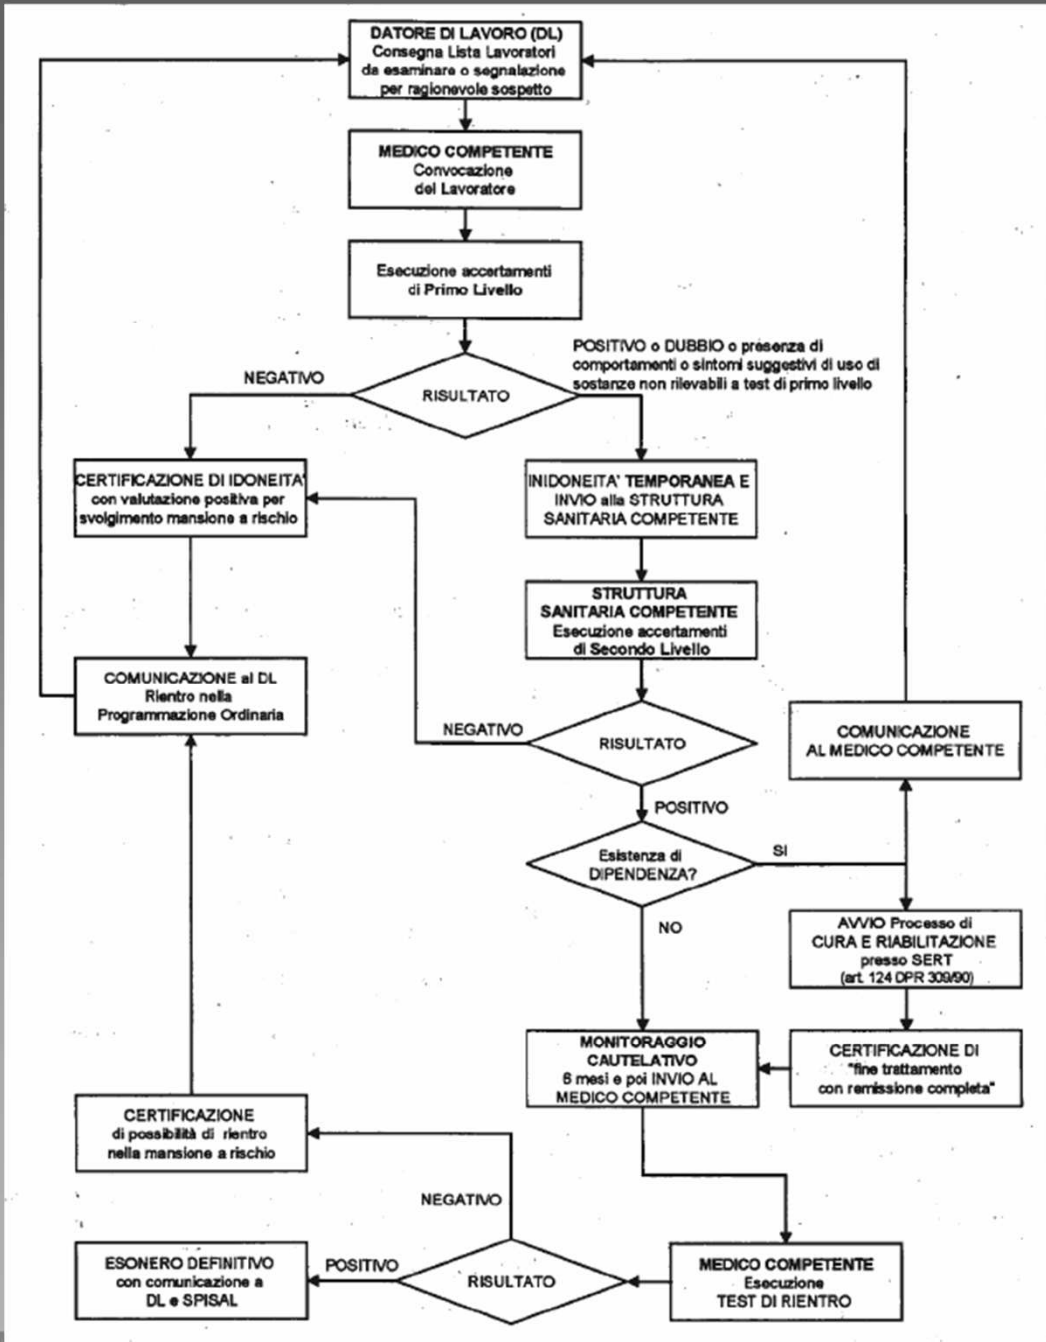 DATORE DI LAVORO (DL)
Consegna Lista Lavoratori
da esaminare o segnalazione
per ragionevole sospetto
MEDICO COMPETENTE
Convocazione
del Lavoratore
Esecuzione accertamenti
di Primo Livello
POSITIVO o DUBBIO o presenza di
comportamenti o sintomi suggestivi di uso di
sostanze non rilevabili a test di primo livello
NEGATIVO
RISULTATO
CERTIFICAZIONE DI IDONEITA'
con valutazione positiva per
svolgimento mansione a rischio
INIDONEITA' TEMPORANEA E
INVIO alla STRUTTURA
SANITARIA COMPETENTE
STRUTTURA
SANITARIA COMPETENTE
Esecuzione accertamenti
di Secondo Livello
COMUNICAZIONE al DL
Rientro nella
Programmazione Ordinaria
NEGATIVO
RISULTATO
COMUNICAZIONE
AL MEDICO COMPETENTE
POSITIVO
Esistenza di
DIPENDENZA?
SI
NO
AVVIO Processo di
CURA E RIABILITAZIONE
presso SERT
(art. 124 DPR 309/90)
MONITORAGGIO
CAUTELATIVO
6 mesi e poi INVIO AL
MEDICO COMPETENTE
CERTIFICAZIONE DI
"fine trattamento
con remissione completa"
CERTIFICAZIONE
di possibilità di rientro
nella mansione a rischio
NEGATIVO
ESONERO DEFINITIVO
con comunicazione a
DL e SPISAL
POSITIVO
RISULTATO
MEDICO COMPETENTE
Esecuzione
TEST DI RIENTRO